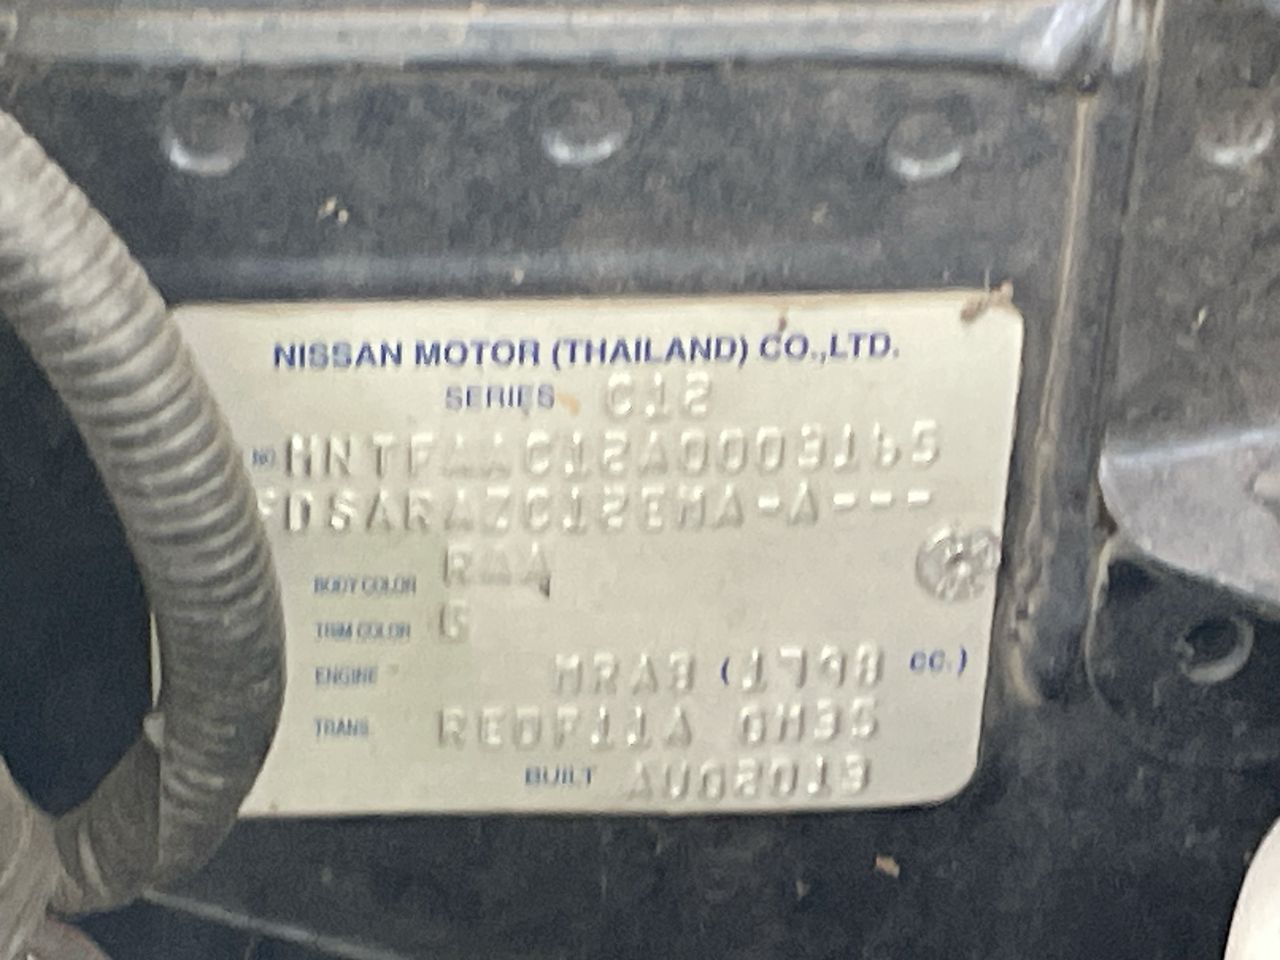 NISSAN MOTOR (THAILAND) CO.,LTD.
SERIES C12
NO MNTFAAC12A0003165
FDSARAZC12EMA-A---
BODY COLOR RAA
TRIM COLOR G
ENGINE MRA8 (1798 CC.)
TRANS. RE0F11A GH35
BUILT AUG2013